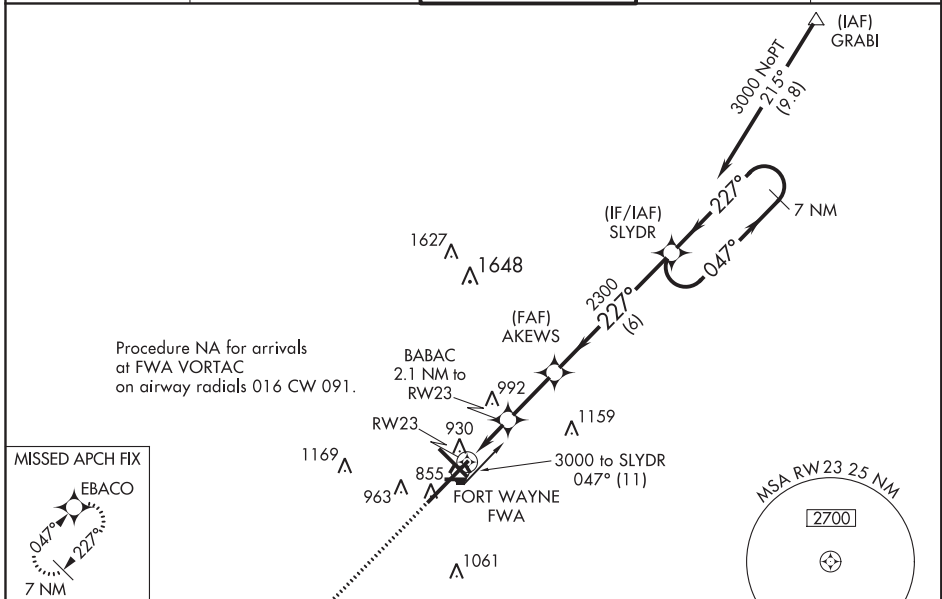 (IAF)
GRABI
3000 NoPT
215°
(9.8)
227°
7 NM
047°
(IF/IAF)
SLYDR
2300
227°
(6)
1627
1648
(FAF)
AKEWS
Procedure NA for arrivals
at FWA VORTAC
on airway radials 016 CW 091.
BABAC
2.1 NM to
RW23
992
RW23
930
1159
1169
855
963
3000 to SLYDR
047° (11)
FORT WAYNE
FWA
1061
MISSED APCH FIX
EBACO
047°
227°
7 NM
MSA RW 23 25 NM
2700